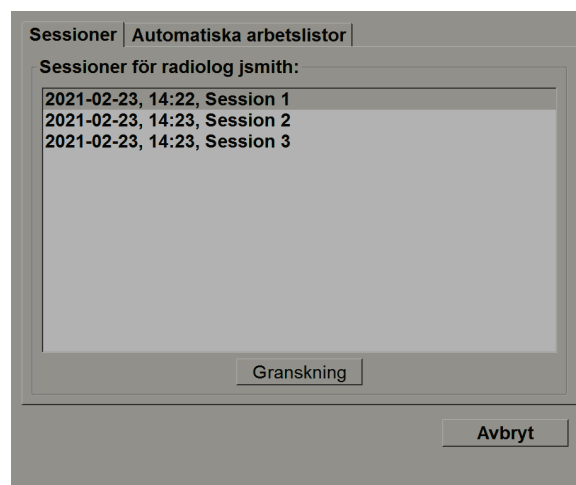 Sessioner Automatiska arbetslistor
Sessioner för radiolog jsmith:
2021-02-23, 14:22, Session 1
2021-02-23, 14:23, Session 2
2021-02-23, 14:23, Session 3
Granskning
Avbryt